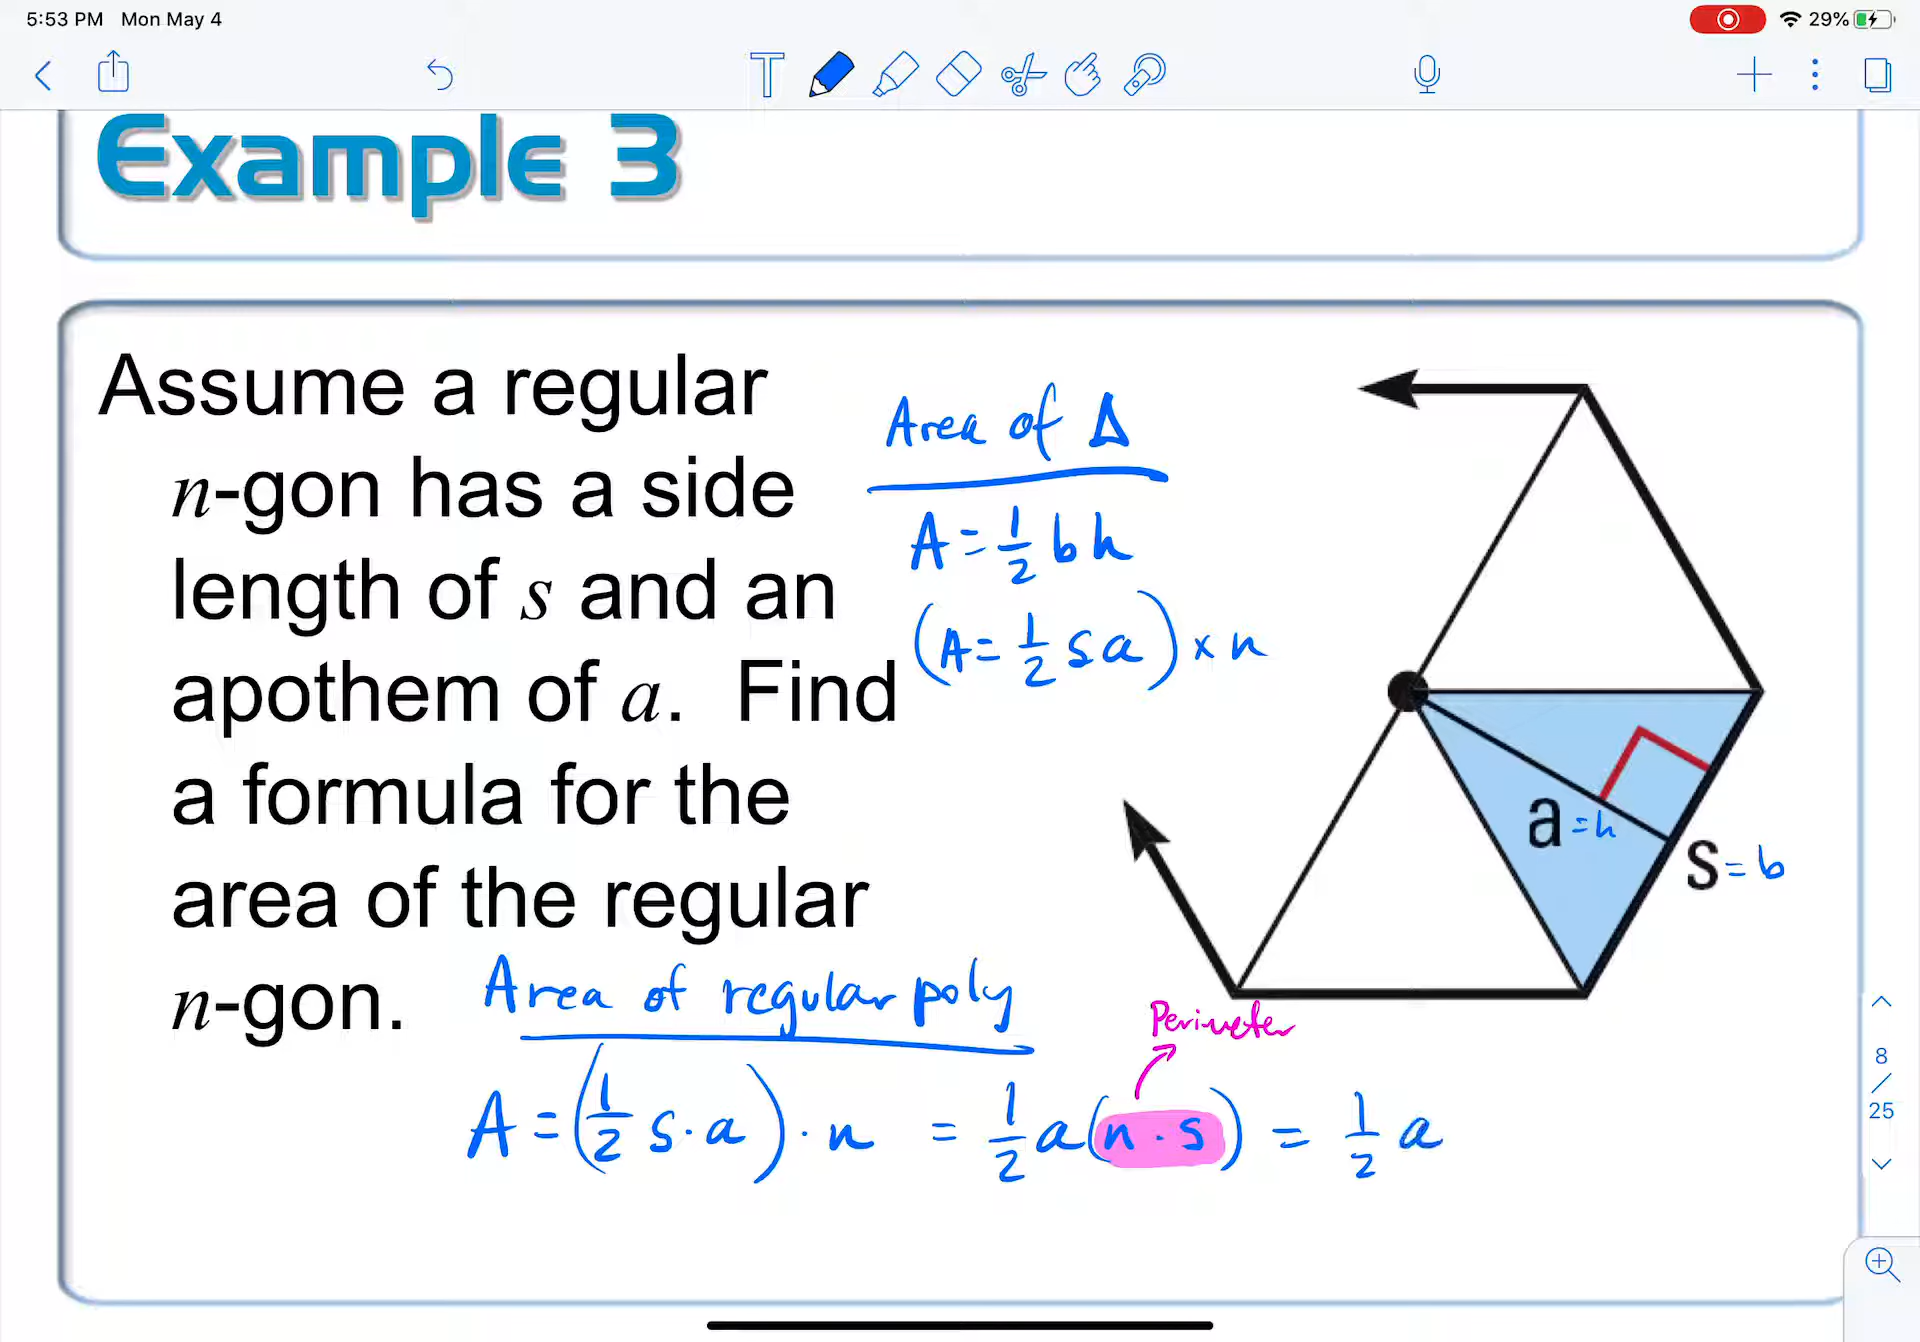 5:53 PM Mon May 4
29%
T
Example 3
Assume a regular
n-gon has a side
length of s and an
apothem of a. Find
a formula for the
area of the regular
n-gon.
Area of Δ
A = 1/2 b h
(A = 1/2 s a) × n
a = h
s = b
Area of regular poly
Perimeter
A = (1/2 s · a) · n = 1/2 a (n · s) = 1/2 a
8
/
25